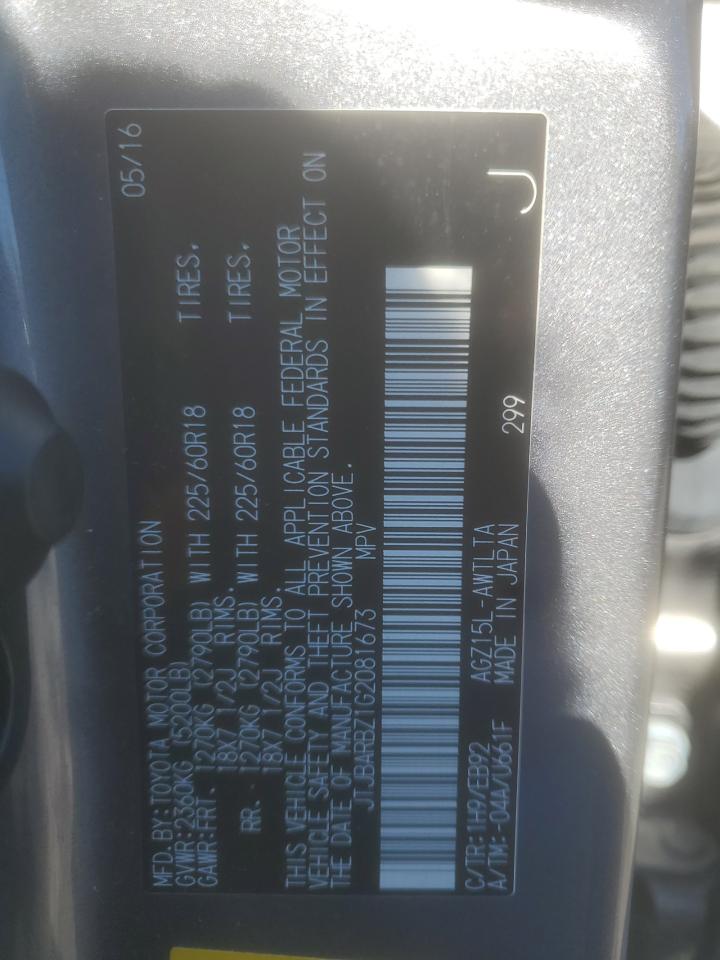 MFD.BY:TOYOTA MOTOR CORPORATION 05/16
GVWR:2360KG (5200LB)
GAWR:FRT. 1270KG (2790LB) WITH 225/60R18 TIRES.
18X7 1/2J RIMS.
RR. 1270KG (2790LB) WITH 225/60R18 TIRES.
18X7 1/2J RIMS.
THIS VEHICLE CONFORMS TO ALL APPLICABLE FEDERAL MOTOR
VEHICLE SAFETY AND THEFT PREVENTION STANDARDS IN EFFECT ON
THE DATE OF MANUFACTURE SHOWN ABOVE.
JTJBARBZ1G2081673 MPV
C/TR:1H9/EB92 AGZ15L-AWTLTA
A/TM:-04A/U661F MADE IN JAPAN 299 J